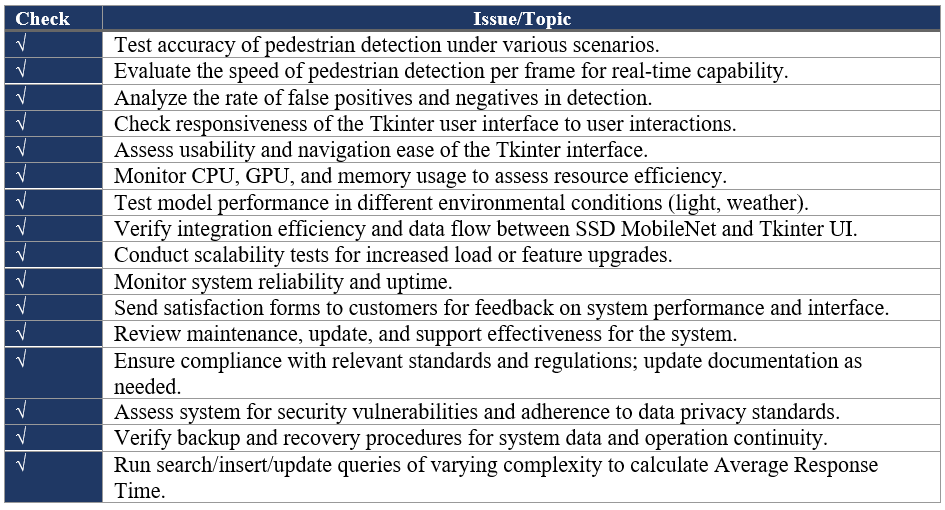 Check Issue/Topic
√ Test accuracy of pedestrian detection under various scenarios.
√ Evaluate the speed of pedestrian detection per frame for real-time capability.
√ Analyze the rate of false positives and negatives in detection.
√ Check responsiveness of the Tkinter user interface to user interactions.
√ Assess usability and navigation ease of the Tkinter interface.
√ Monitor CPU, GPU, and memory usage to assess resource efficiency.
√ Test model performance in different environmental conditions (light, weather).
√ Verify integration efficiency and data flow between SSD MobileNet and Tkinter UI.
√ Conduct scalability tests for increased load or feature upgrades.
√ Monitor system reliability and uptime.
√ Send satisfaction forms to customers for feedback on system performance and interface.
√ Review maintenance, update, and support effectiveness for the system.
√ Ensure compliance with relevant standards and regulations; update documentation as
needed.
√ Assess system for security vulnerabilities and adherence to data privacy standards.
√ Verify backup and recovery procedures for system data and operation continuity.
√ Run search/insert/update queries of varying complexity to calculate Average Response
Time.